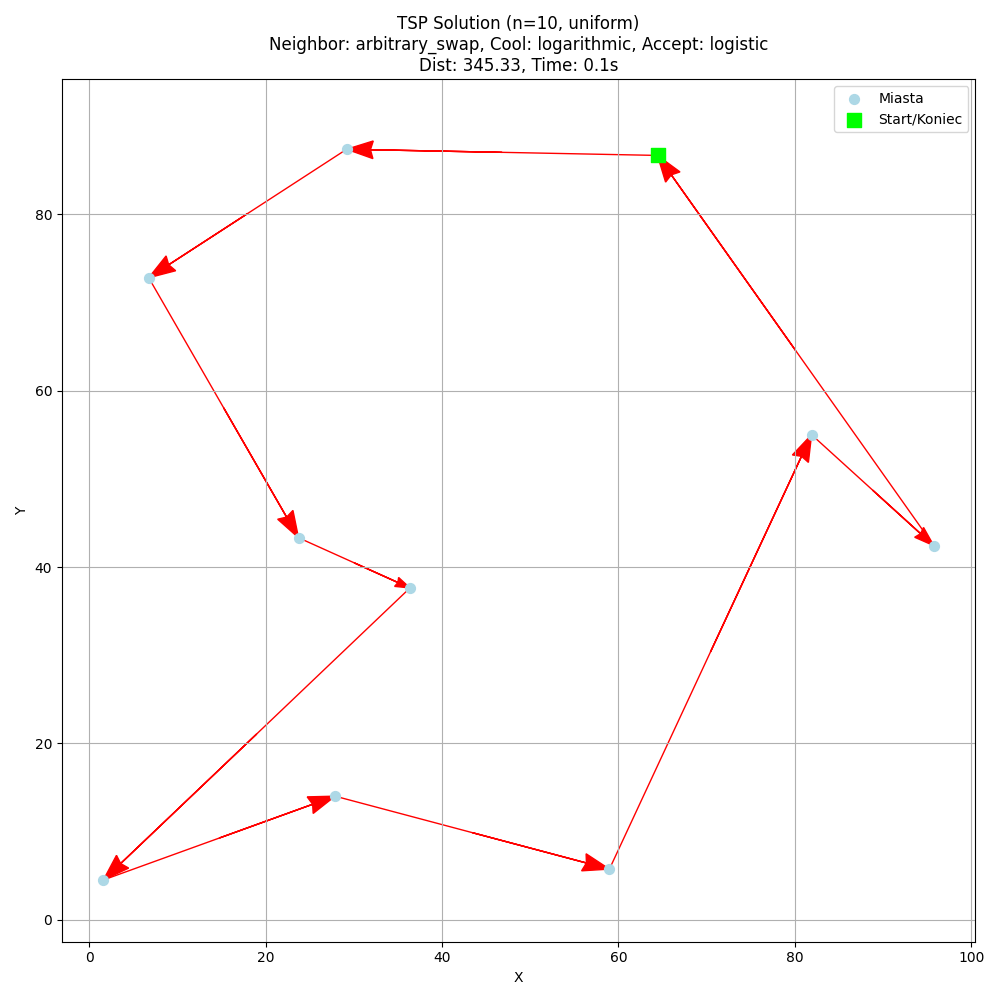 TSP Solution (n=10, uniform)
Neighbor: arbitrary_swap, Cool: logarithmic, Accept: logistic
Dist: 345.33, Time: 0.1s
Miasta
Start/Koniec
80
60
40
20
0
Y
0 20 40 60 80 100
X